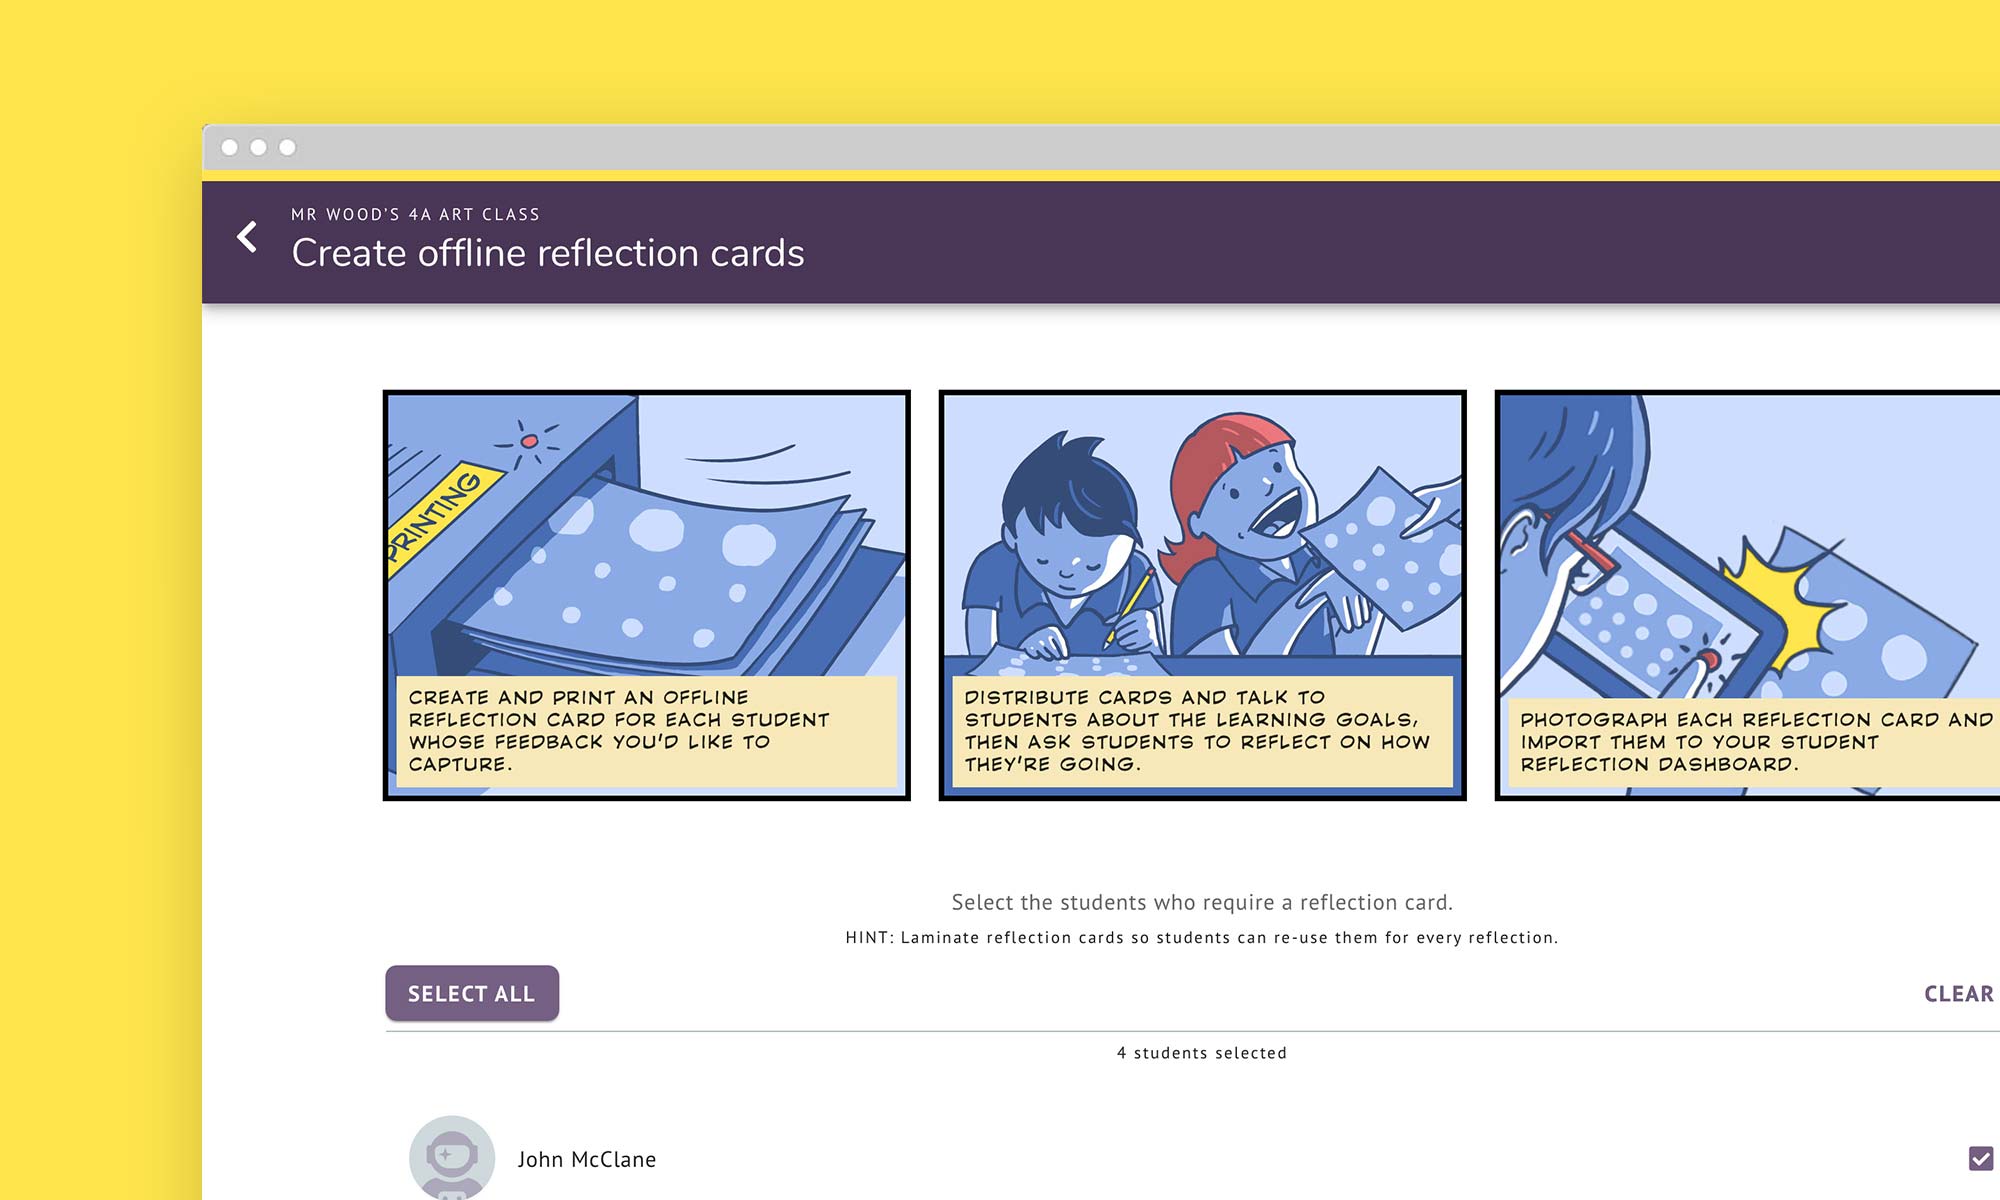 MR WOOD’S 4A ART CLASS
Create offline reflection cards
PRINTING
CREATE AND PRINT AN OFFLINE
REFLECTION CARD FOR EACH STUDENT
WHOSE FEEDBACK YOU'D LIKE TO
CAPTURE.
DISTRIBUTE CARDS AND TALK TO
STUDENTS ABOUT THE LEARNING GOALS,
THEN ASK STUDENTS TO REFLECT ON HOW
THEY'RE GOING.
PHOTOGRAPH EACH REFLECTION CARD AND
IMPORT THEM TO YOUR STUDENT
REFLECTION DASHBOARD.
Select the students who require a reflection card.
HINT: Laminate reflection cards so students can re-use them for every reflection.
SELECT ALL
CLEAR
4 students selected
John McClane